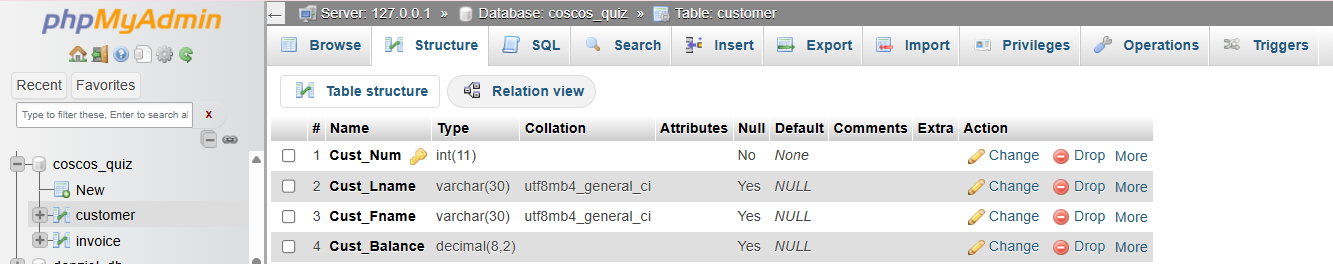 phpMyAdmin
Recent Favorites
Type to filter these, Enter to search al X
coscos_quiz
New
customer
invoice
Server: 127.0.0.1 » Database: coscos_quiz » Table: customer
Browse Structure SQL Search Insert Export Import Privileges Operations Triggers
Table structure Relation view
# Name Type Collation Attributes Null Default Comments Extra Action
1 Cust_Num int(11) No None Change Drop More
2 Cust_Lname varchar(30) utf8mb4_general_ci Yes NULL Change Drop More
3 Cust_Fname varchar(30) utf8mb4_general_ci Yes NULL Change Drop More
4 Cust_Balance decimal(8,2) Yes NULL Change Drop More